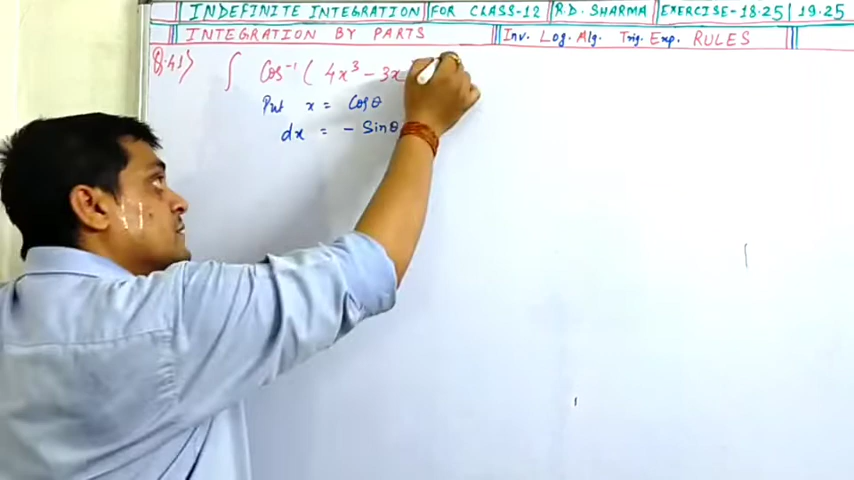 INDEFINITE INTEGRATION FOR CLASS-12 R.D. SHARMA EXERCISE-18.25 | 19.25
INTEGRATION BY PARTS Inv. Log. Alg. Trig. Exp. RULES
Q.41) ∫ Cos⁻¹ ( 4x³ - 3x
Put x = Cosθ
dx = - Sinθ